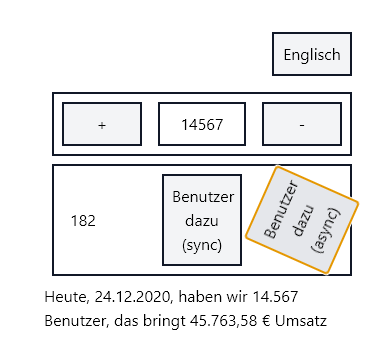 Englisch
+
14567
-
182
Benutzer
dazu
(sync)
Benutzer
dazu
(async)
Heute, 24.12.2020, haben wir 14.567
Benutzer, das bringt 45.763,58 € Umsatz